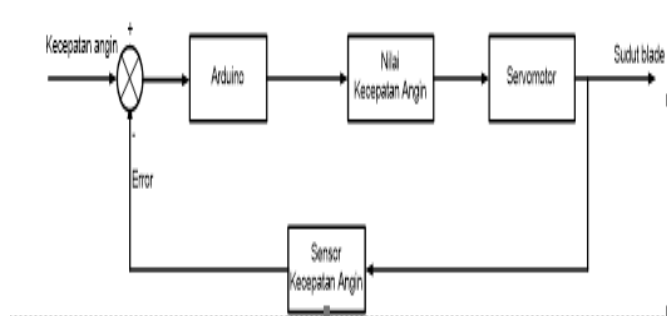 Kecepatan angin
+
Arduino
Nilai
Kecepatan Angin
Servomotor
Sudut blade
-
Error
Sensor
Kecepatan Angin